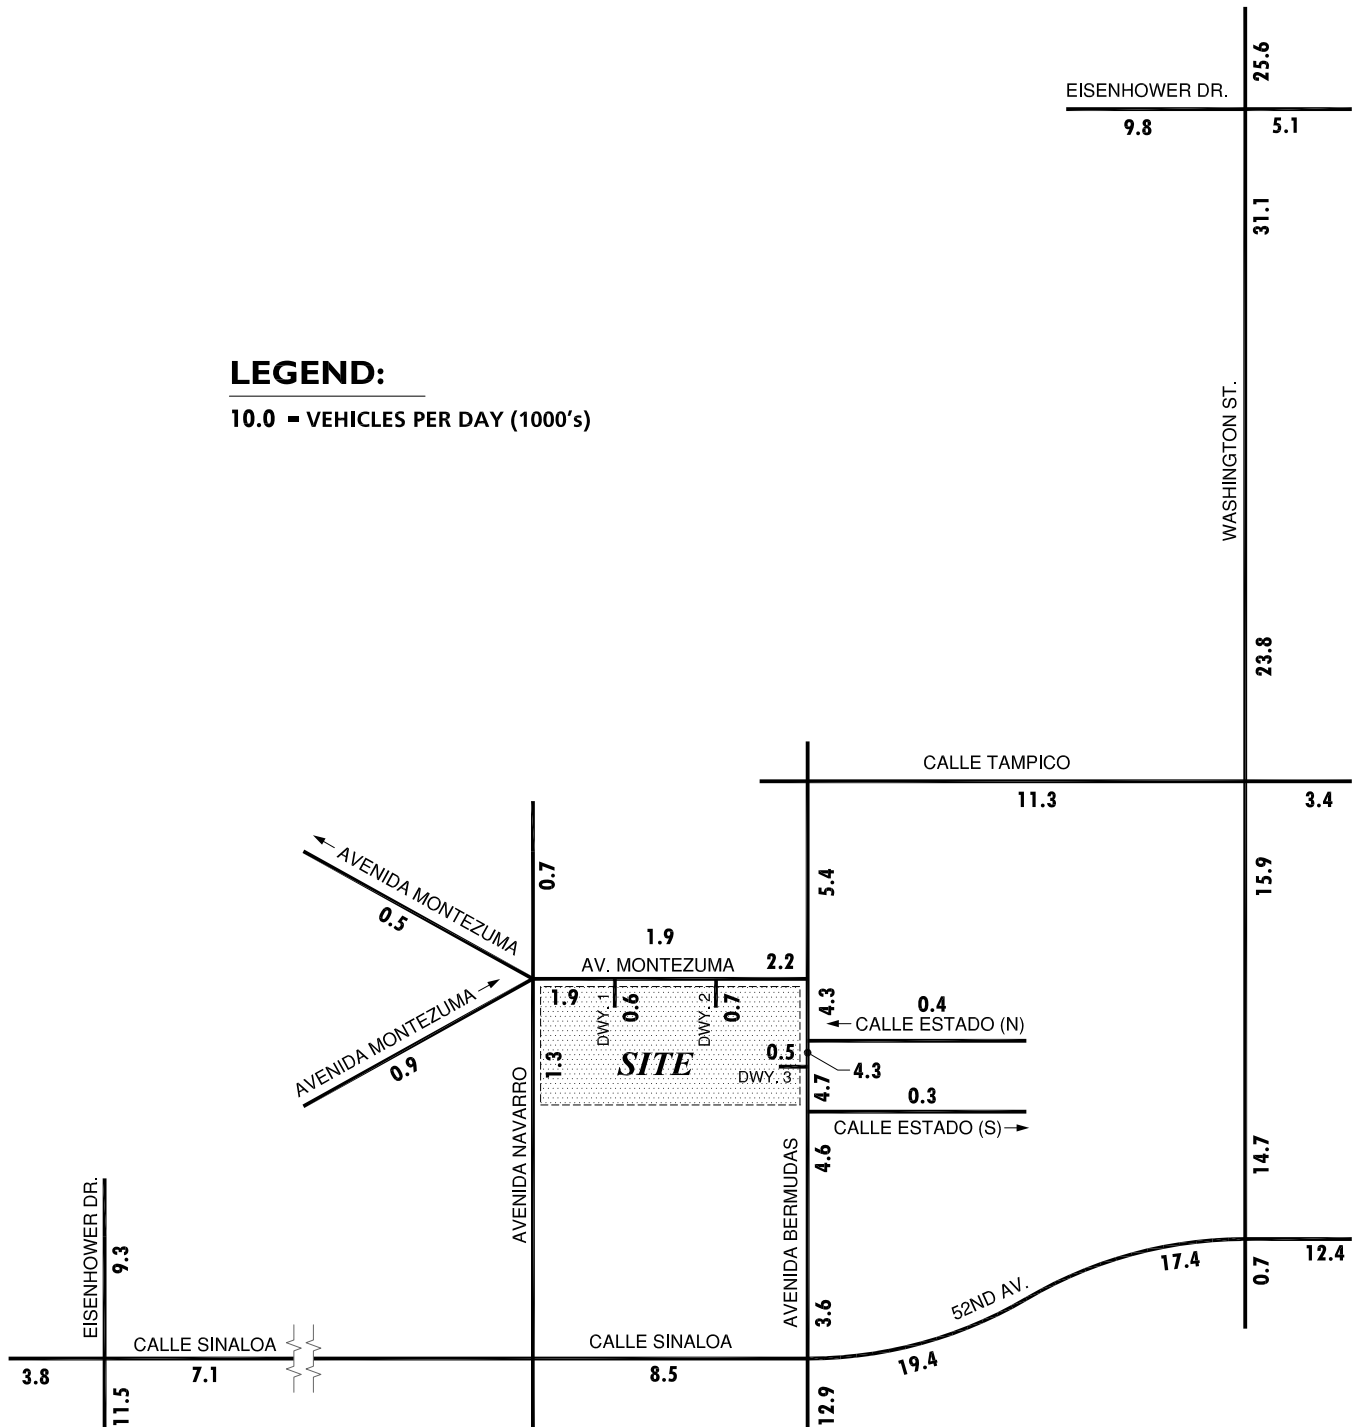 25.6
EISENHOWER DR.
9.8
5.1
31.1
LEGEND:
10.0 = VEHICLES PER DAY (1000's)
WASHINGTON ST.
23.8
CALLE TAMPICO
11.3
3.4
AVENIDA MONTEZUMA
0.5
0.7
5.4
15.9
1.9
AV. MONTEZUMA
2.2
AVENIDA MONTEZUMA
0.9
1.9
DWY. 1
0.6
DWY. 2
0.7
4.3
0.4
CALLE ESTADO (N)
1.3
SITE
0.5
DWY. 3
4.3
4.7
0.3
CALLE ESTADO (S)
AVENIDA NAVARRO
AVENIDA BERMUDAS
4.6
14.7
EISENHOWER DR.
9.3
3.6
52ND AV.
17.4
12.4
0.7
CALLE SINALOA
CALLE SINALOA
3.8
7.1
8.5
19.4
11.5
12.9